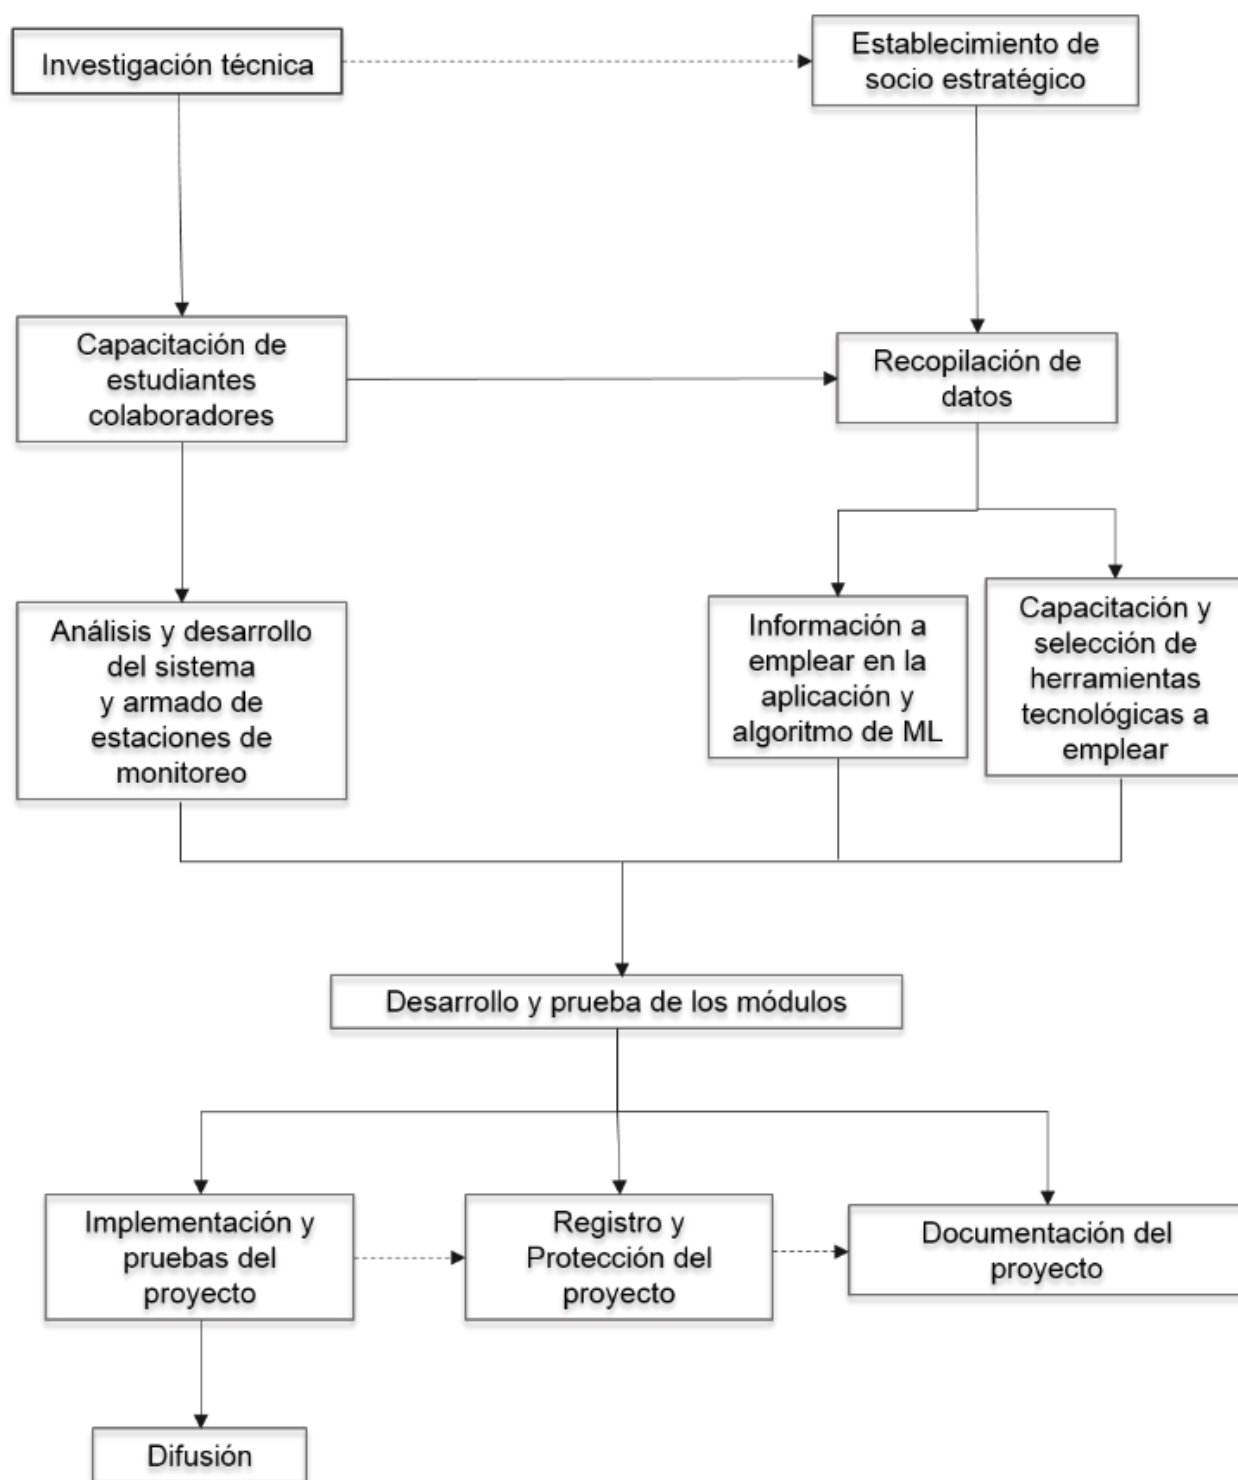 Investigación técnica
Establecimiento de
socio estratégico
Capacitación de
estudiantes
colaboradores
Recopilación de
datos
Análisis y desarrollo
del sistema
y armado de
estaciones de
monitoreo
Información a
emplear en la
aplicación y
algoritmo de ML
Capacitación y
selección de
herramientas
tecnológicas a
emplear
Desarrollo y prueba de los módulos
Implementación y
pruebas del
proyecto
Registro y
Protección del
proyecto
Documentación del
proyecto
Difusión